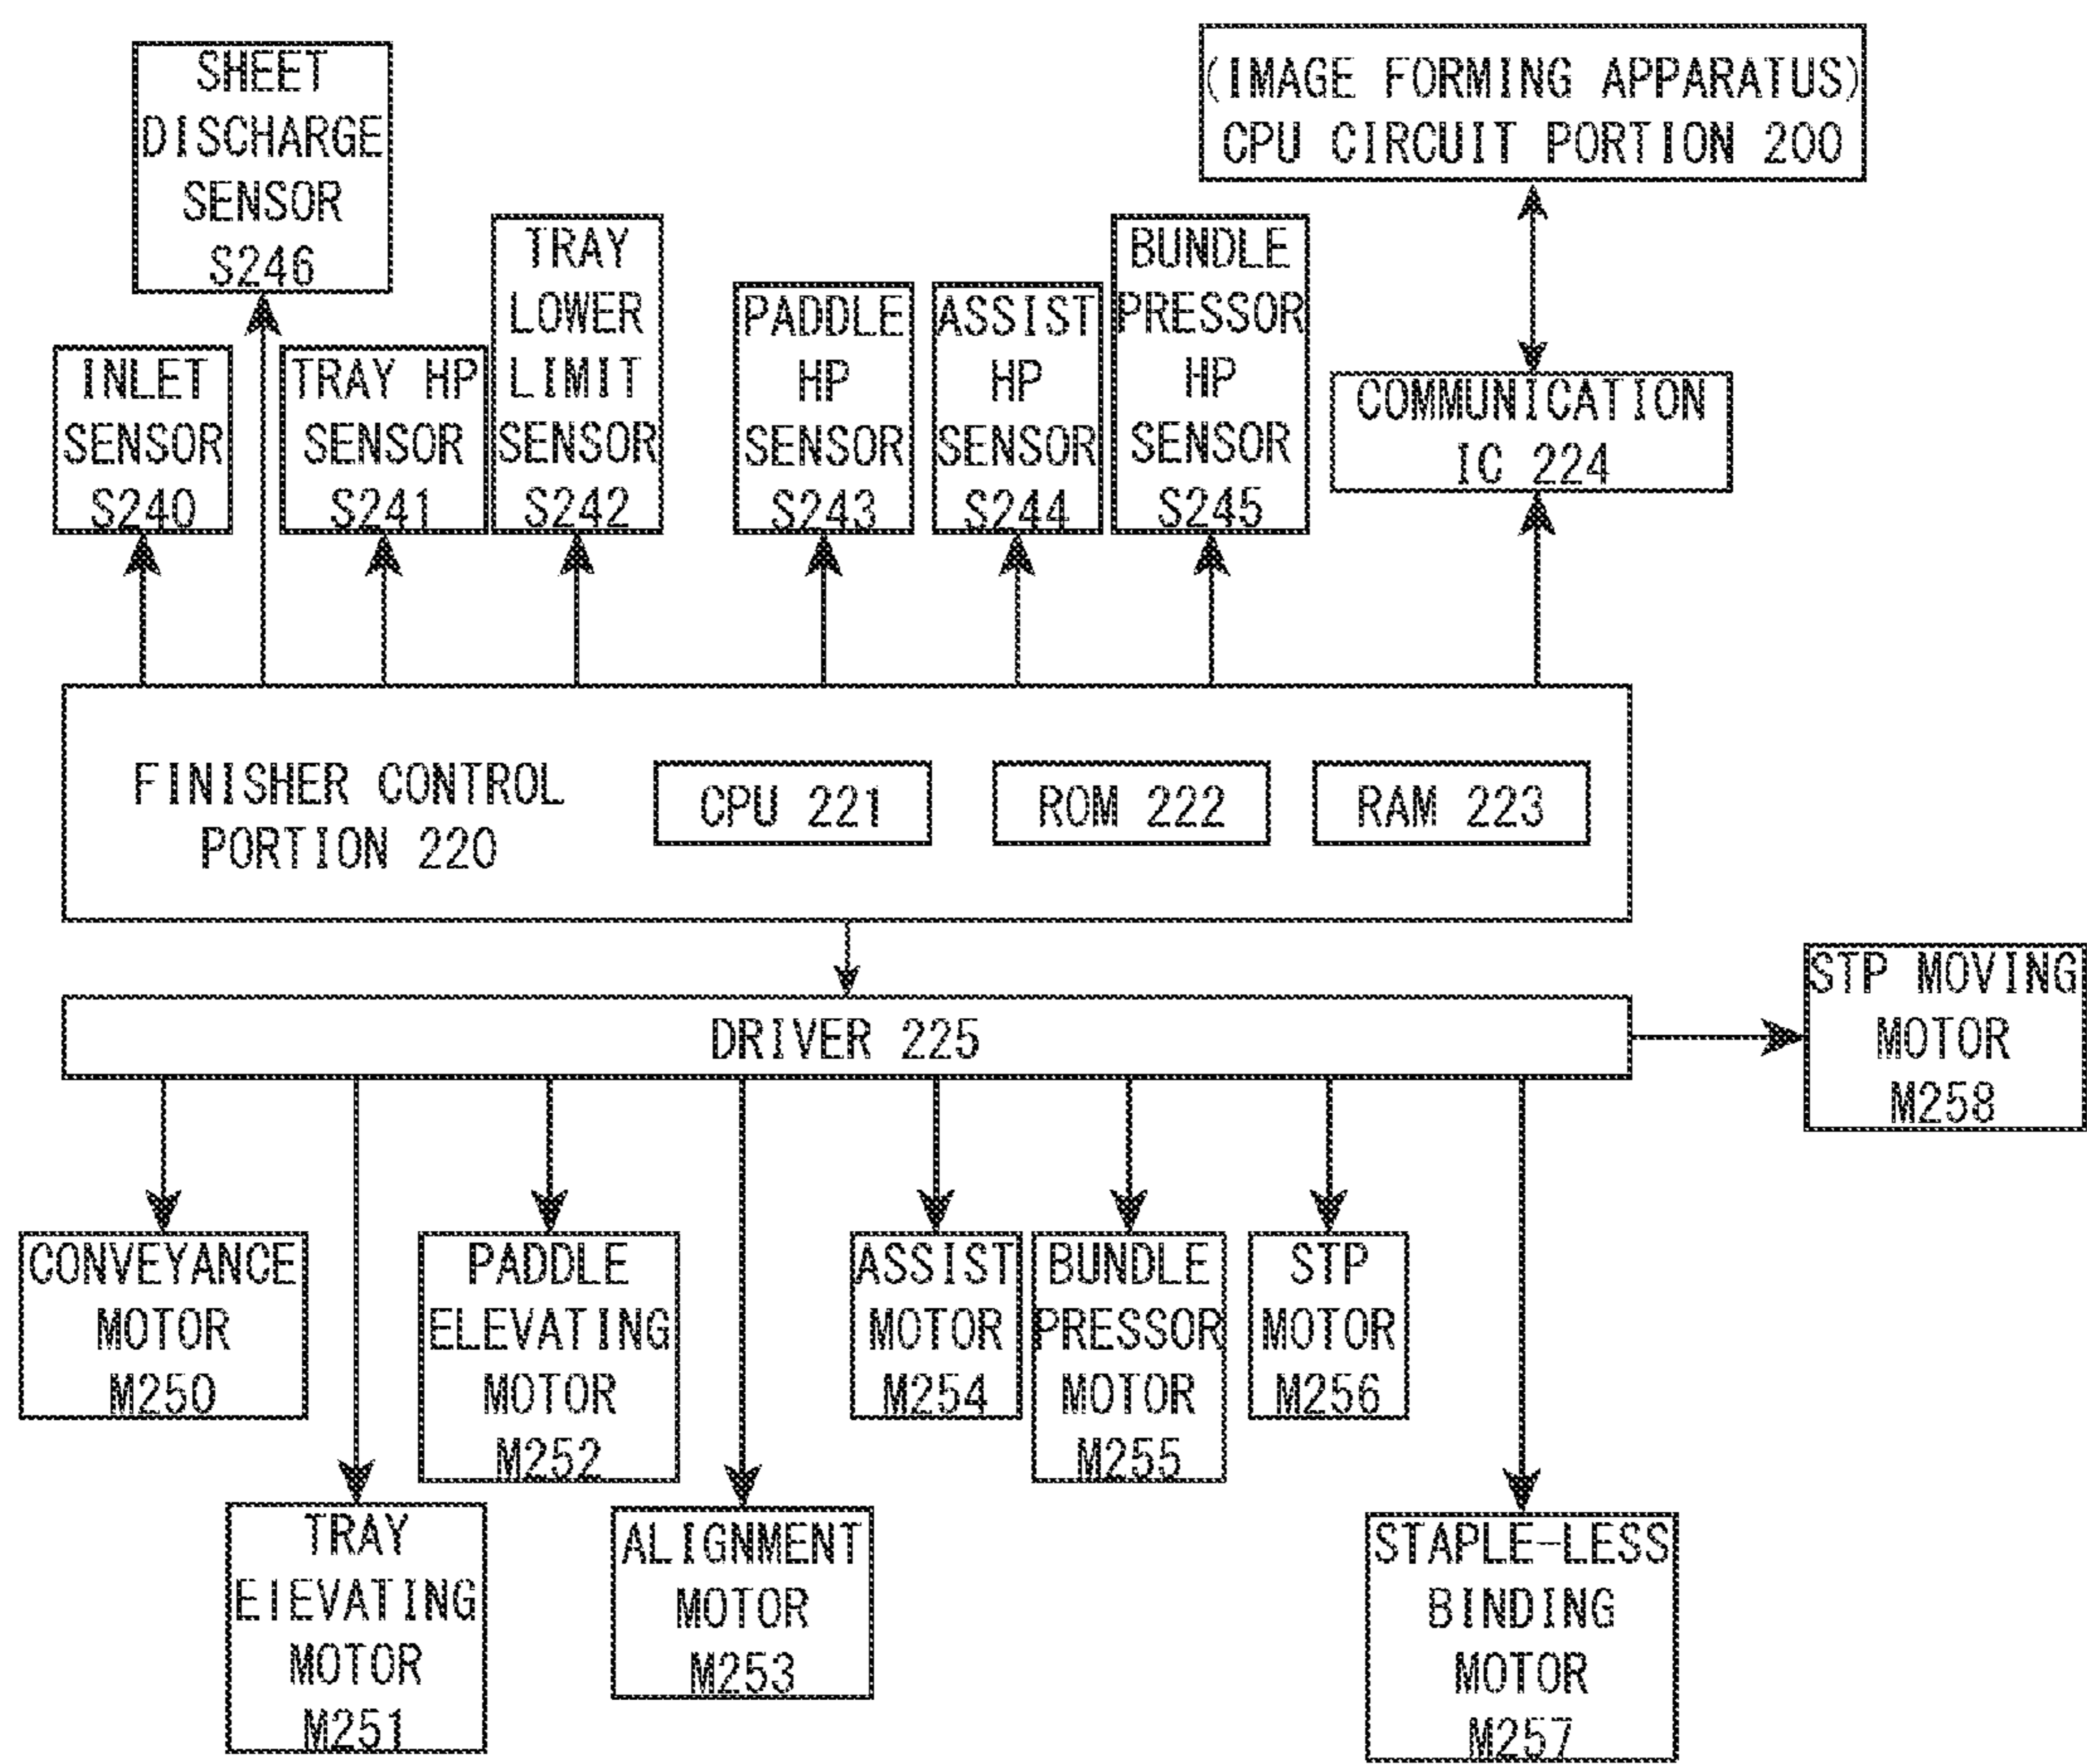 SHEET
DISCHARGE
SENSOR
S246
(IMAGE FORMING APPARATUS)
CPU CIRCUIT PORTION 200
INLET
SENSOR
S240
TRAY HP
SENSOR
S241
TRAY
LOWER
LIMIT
SENSOR
S242
PADDLE
HP
SENSOR
S243
ASSIST
HP
SENSOR
S244
BUNDLE
PRESSOR
HP
SENSOR
S245
COMMUNICATION
IC 224
FINISHER CONTROL
PORTION 220
CPU 221
ROM 222
RAM 223
DRIVER 225
STP MOVING
MOTOR
M258
CONVEYANCE
MOTOR
M250
TRAY
ElEVATING
MOTOR
M251
PADDLE
ELEVATING
MOTOR
M252
ALIGNMENT
MOTOR
M253
ASSIST
MOTOR
M254
BUNDLE
PRESSOR
MOTOR
M255
STP
MOTOR
M256
STAPLE-LESS
BINDING
MOTOR
M257